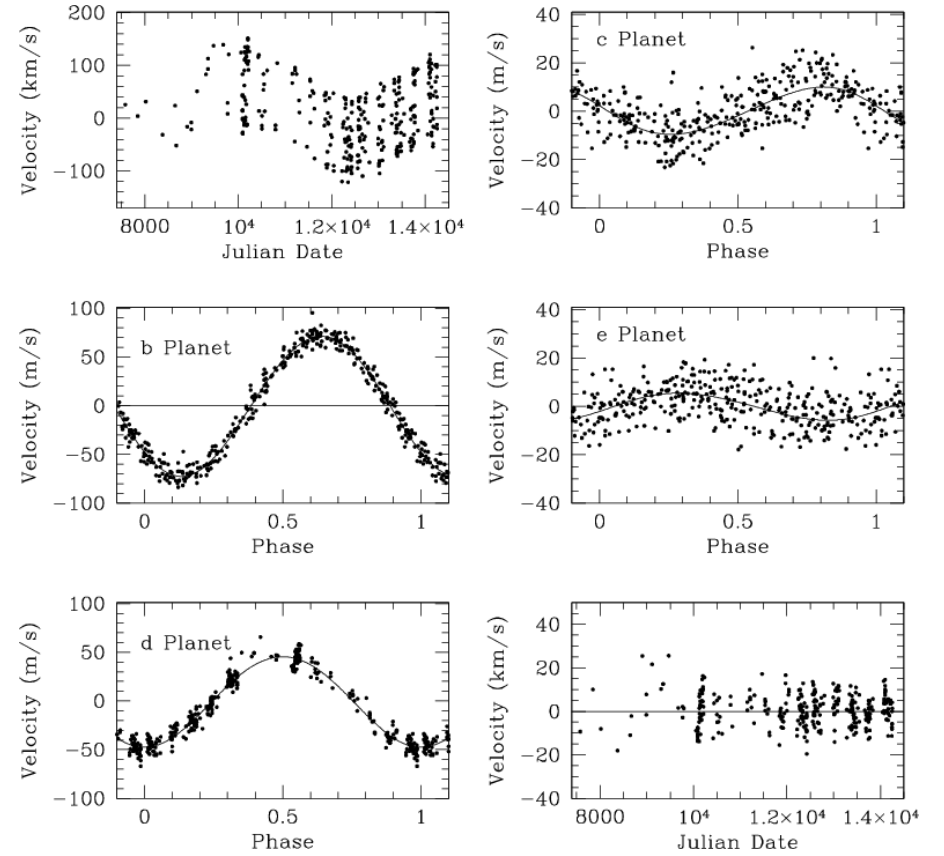 200
100
0
−100
Velocity (km/s)
8000 10⁴ 1.2×10⁴ 1.4×10⁴
Julian Date
c Planet
40
20
0
−20
−40
Velocity (m/s)
0 0.5 1
Phase
b Planet
100
50
0
−50
−100
Velocity (m/s)
0 0.5 1
Phase
e Planet
40
20
0
−20
−40
Velocity (m/s)
0 0.5 1
Phase
d Planet
100
50
0
−50
−100
Velocity (m/s)
0 0.5 1
Phase
40
20
0
−20
−40
Velocity (km/s)
8000 10⁴ 1.2×10⁴ 1.4×10⁴
Julian Date